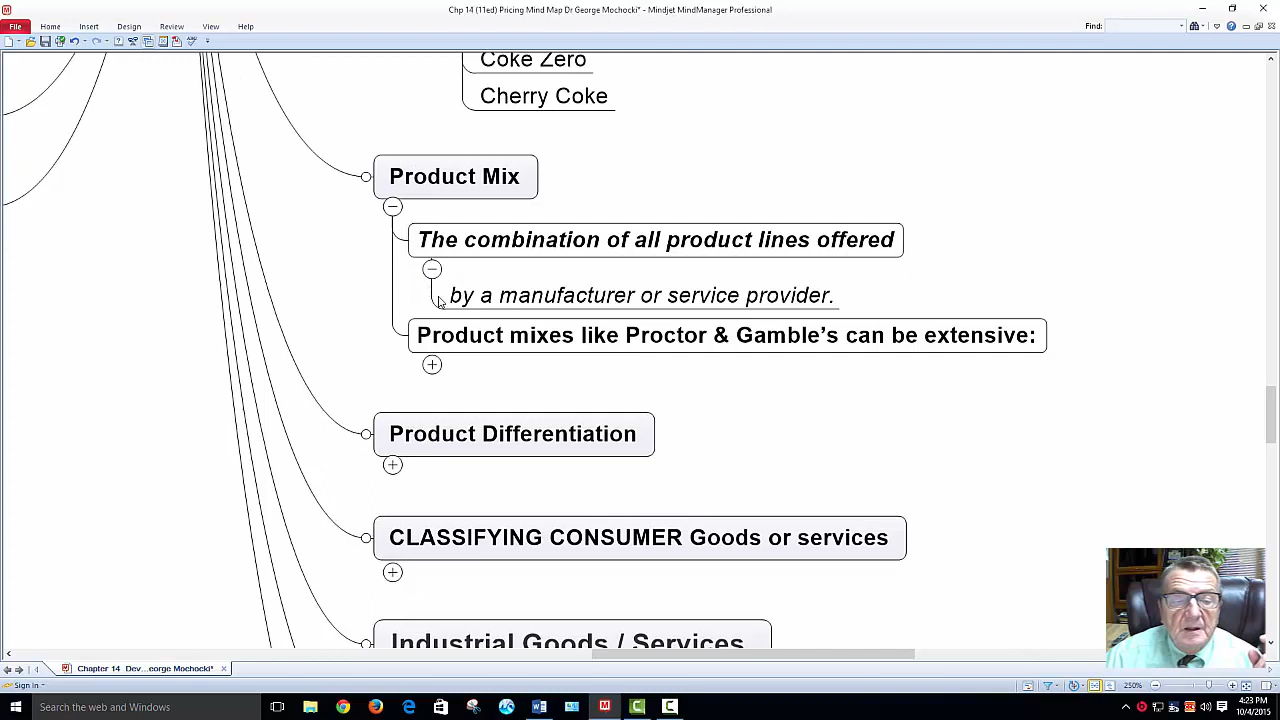 Chp 14 (11ed) Pricing Mind Map Dr George Mochocki* - Mindjet MindManager Professional
File Home Insert Design Review View Help Find:
Coke Zero
Cherry Coke
Product Mix
The combination of all product lines offered
by a manufacturer or service provider.
Product mixes like Proctor & Gamble’s can be extensive:
Product Differentiation
CLASSIFYING CONSUMER Goods or services
Industrial Goods / Services
Chapter 14 Dev...eorge Mochocki*
Sign In
250%
Search the web and Windows
4:23 PM
10/4/2015